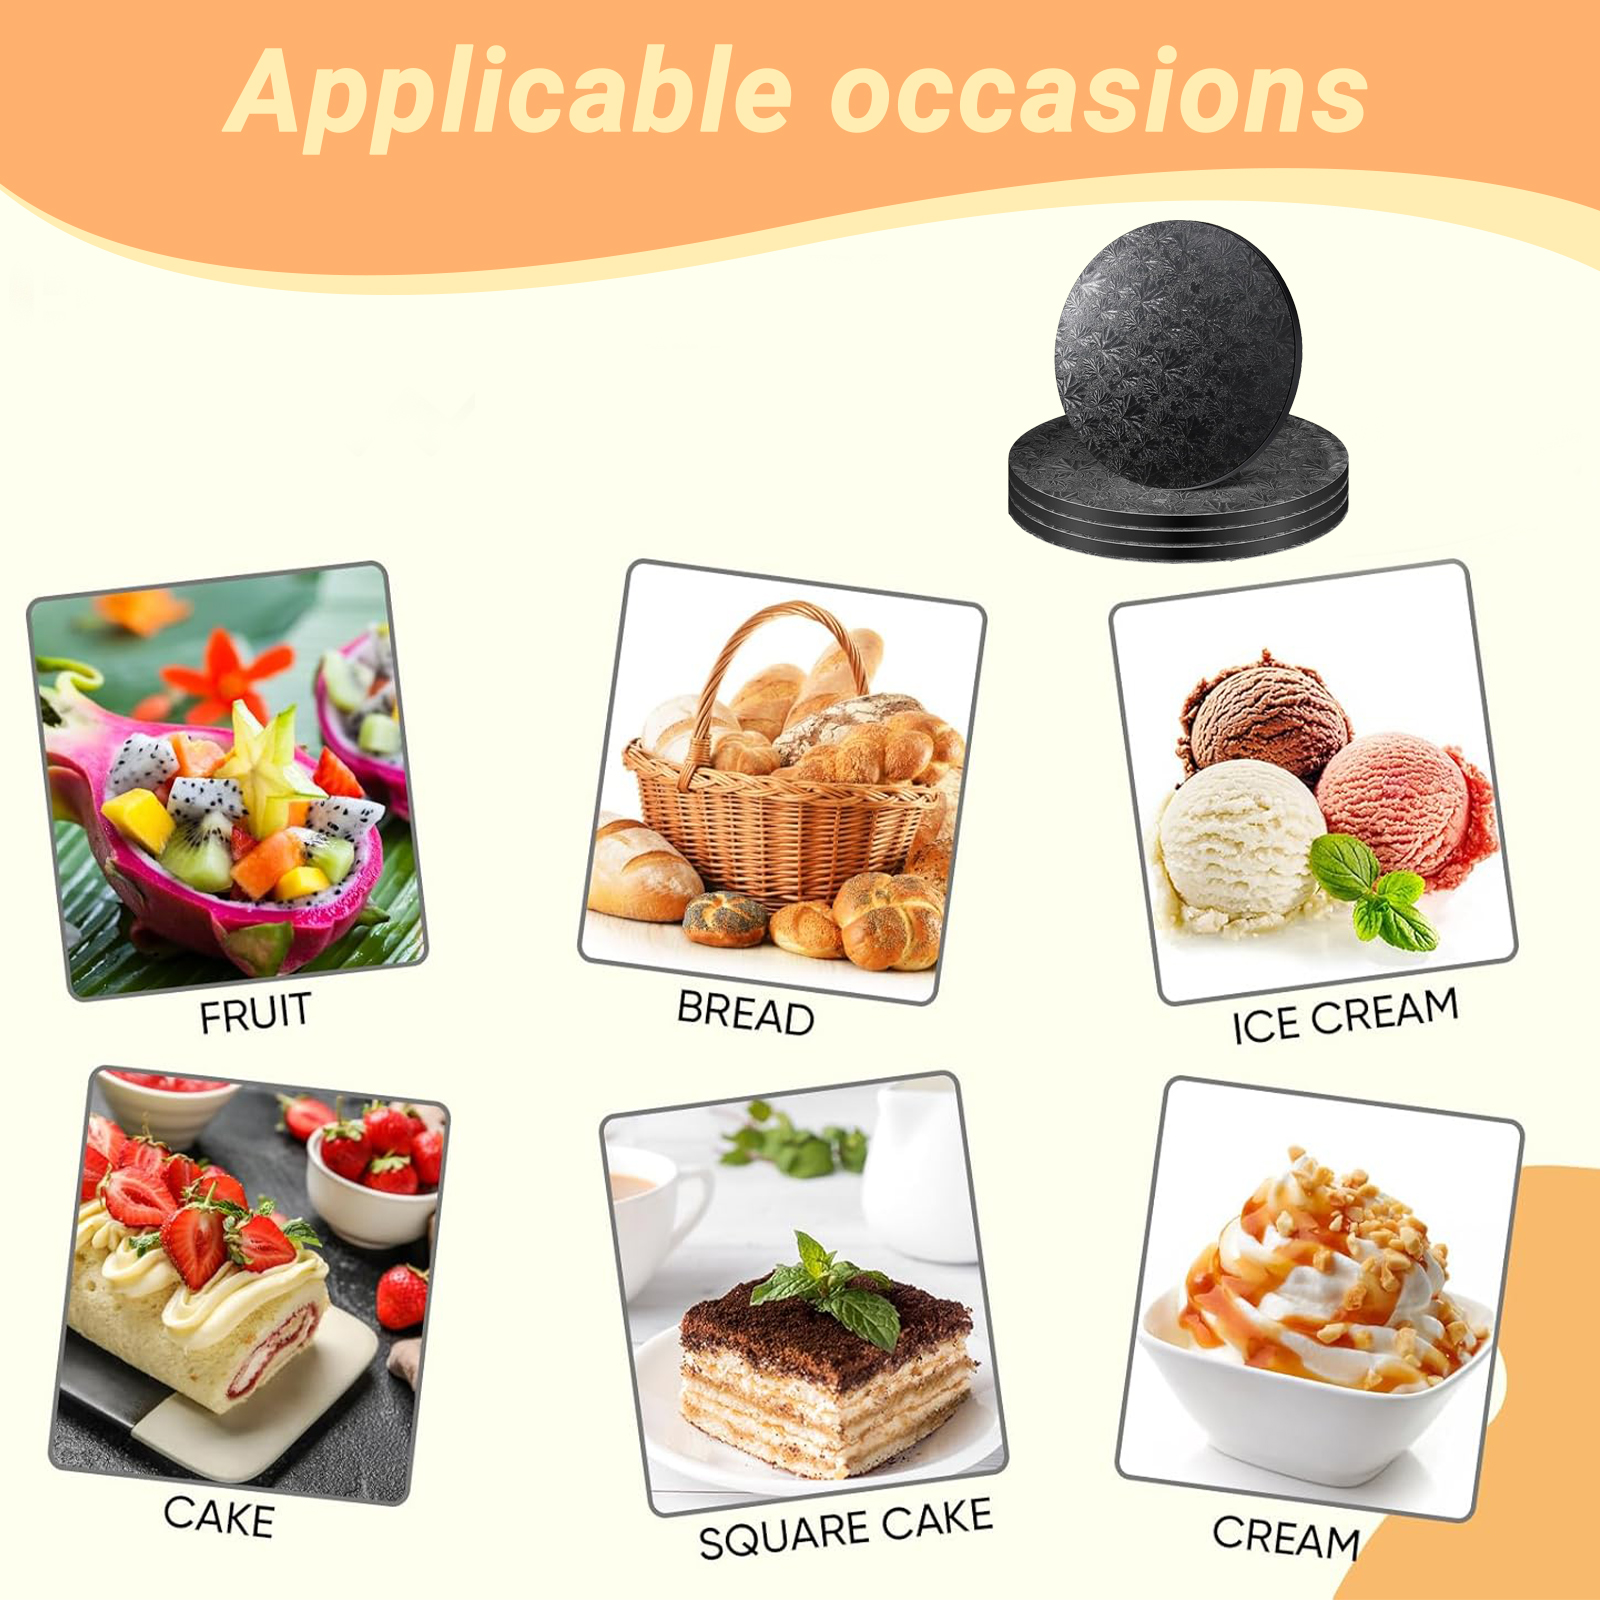 Applicable occasions
FRUIT
BREAD
ICE CREAM
CAKE
SQUARE CAKE
CREAM